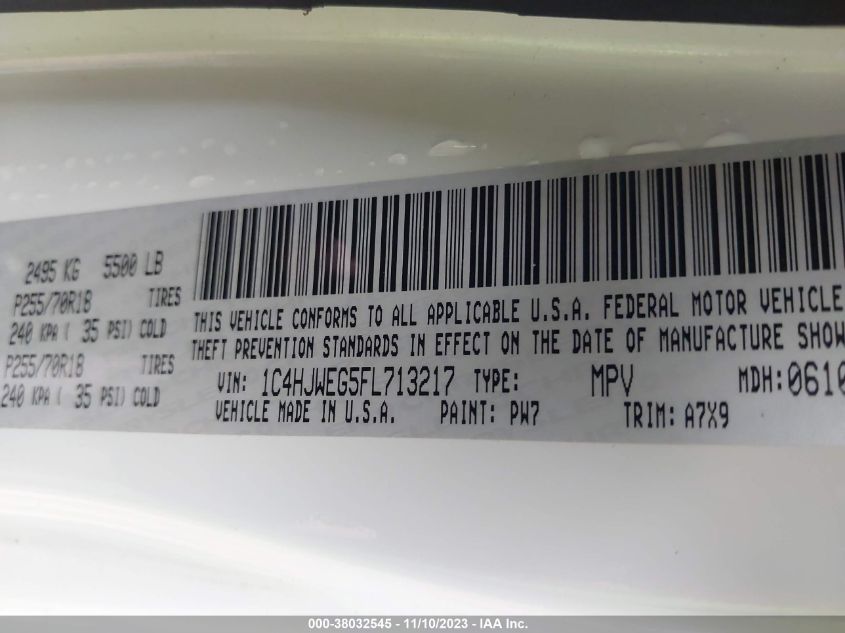 2495 KG 5500 LB
P255/70R18 TIRES
240 KPA ( 35 PSI) COLD
P255/70R18 TIRES
240 KPA ( 35 PSI) COLD
THIS VEHICLE CONFORMS TO ALL APPLICABLE U.S.A. FEDERAL MOTOR VEHICLE
THEFT PREVENTION STANDARDS IN EFFECT ON THE DATE OF MANUFACTURE SHOW
VIN: 1C4HJWEG5FL713217 TYPE: MPV MDH:0610
VEHICLE MADE IN U.S.A. PAINT: PW7 TRIM: A7X9
000-38032545 - 11/10/2023 - IAA Inc.